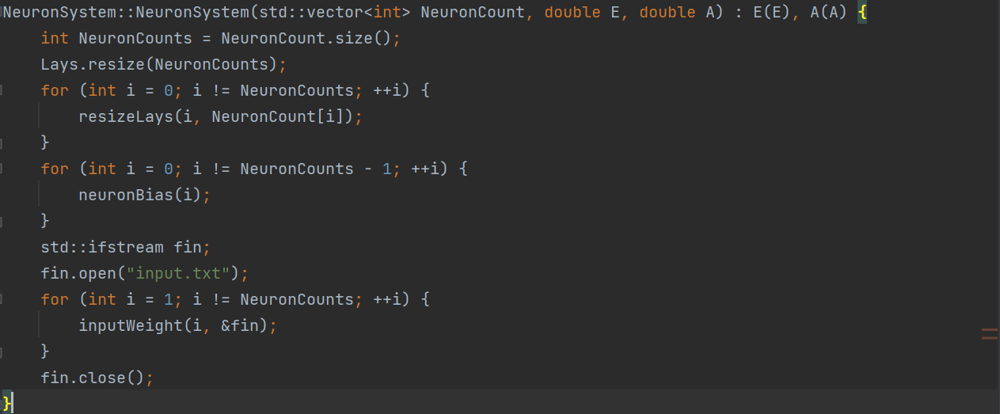 NeuronSystem::NeuronSystem(std::vector<int> NeuronCount, double E, double A) : E(E), A(A) {
    int NeuronCounts = NeuronCount.size();
    Lays.resize(NeuronCounts);
    for (int i = 0; i != NeuronCounts; ++i) {
        resizeLays(i, NeuronCount[i]);
    }
    for (int i = 0; i != NeuronCounts - 1; ++i) {
        neuronBias(i);
    }
    std::ifstream fin;
    fin.open("input.txt");
    for (int i = 1; i != NeuronCounts; ++i) {
        inputWeight(i, &fin);
    }
    fin.close();
}